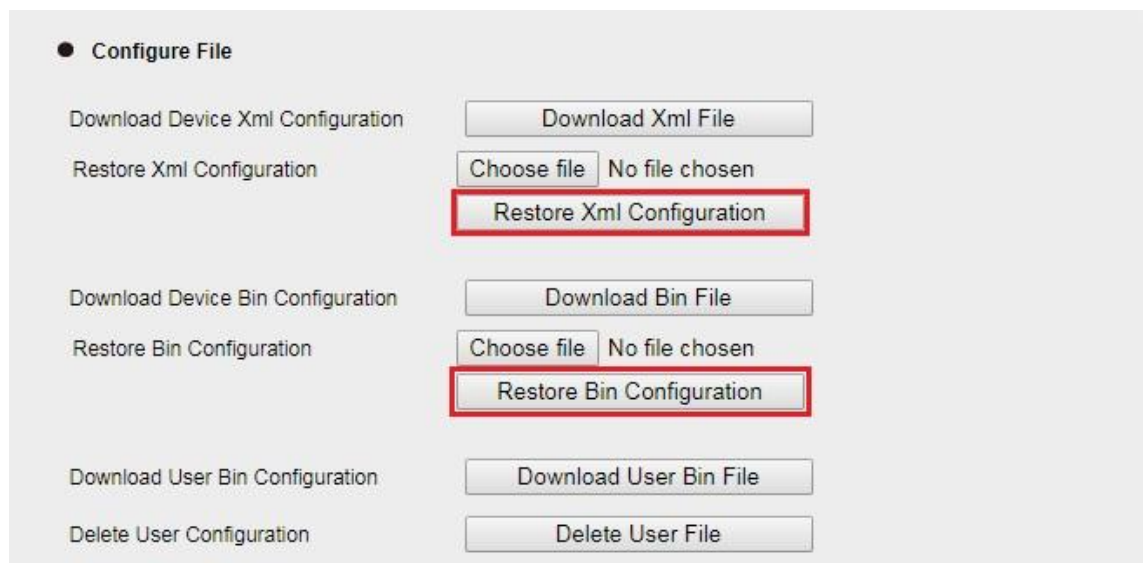 ● Configure File
Download Device Xml Configuration Download Xml File
Restore Xml Configuration Choose file No file chosen
Restore Xml Configuration
Download Device Bin Configuration Download Bin File
Restore Bin Configuration Choose file No file chosen
Restore Bin Configuration
Download User Bin Configuration Download User Bin File
Delete User Configuration Delete User File